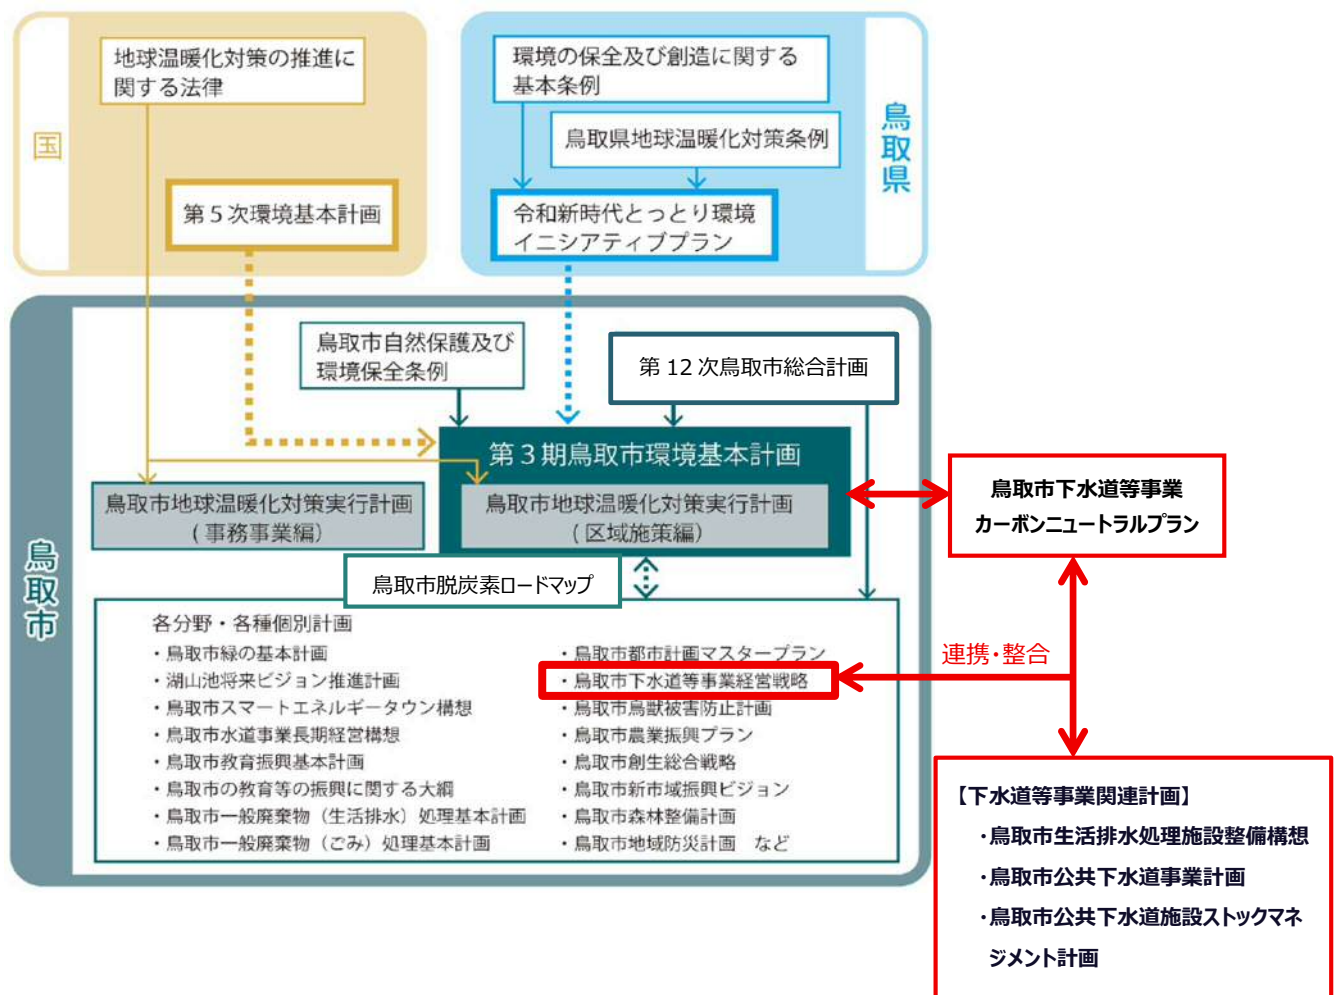 国
地球温暖化対策の推進に
関する法律
第５次環境基本計画
鳥取県
環境の保全及び創造に関する
基本条例
鳥取県地球温暖化対策条例
令和新時代とっとり環境
イニシアティブプラン
鳥取市
鳥取市自然保護及び
環境保全条例
第 12 次鳥取市総合計画
第３期鳥取市環境基本計画
鳥取市地球温暖化対策実行計画
（事務事業編）
鳥取市地球温暖化対策実行計画
（区域施策編）
鳥取市脱炭素ロードマップ
各分野・各種個別計画
・鳥取市緑の基本計画
・湖山池将来ビジョン推進計画
・鳥取市スマートエネルギータウン構想
・鳥取市水道事業長期経営構想
・鳥取市教育振興基本計画
・鳥取市の教育等の振興に関する大綱
・鳥取市一般廃棄物（生活排水）処理基本計画
・鳥取市一般廃棄物（ごみ）処理基本計画
・鳥取市都市計画マスタープラン
・鳥取市下水道等事業経営戦略
・鳥取市鳥獣被害防止計画
・鳥取市農業振興プラン
・鳥取市創生総合戦略
・鳥取市新市域振興ビジョン
・鳥取市森林整備計画
・鳥取市地域防災計画　など
鳥取市下水道等事業
カーボンニュートラルプラン
連携・整合
【下水道等事業関連計画】
・鳥取市生活排水処理施設整備構想
・鳥取市公共下水道事業計画
・鳥取市公共下水道施設ストックマネ
ジメント計画